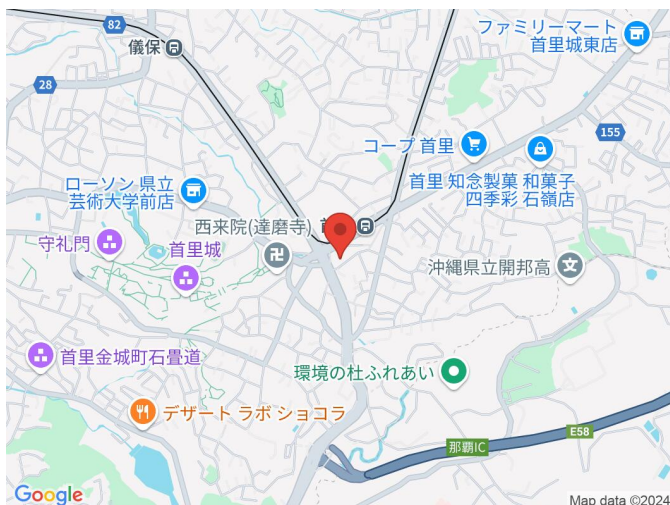 82
ファミリーマート
首里城東店
儀保
28
コープ 首里
155
首里 知念製菓 和菓子
四季彩 石嶺店
ローソン 県立
芸術大学前店
西来院(達磨寺)
首
守礼門
首里城
沖縄県立開邦高
文
首里金城町石畳道
環境の杜ふれあい
デザート ラボ ショコラ
那覇IC
E58
Google
Map data ©2024